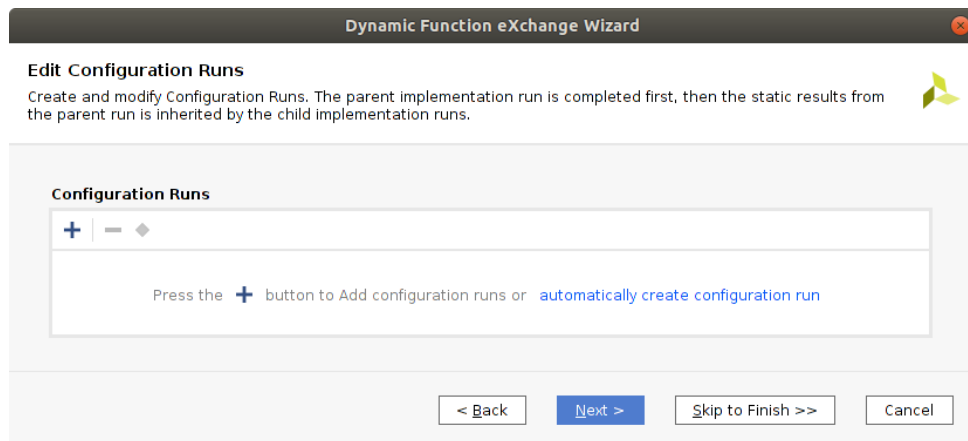 Dynamic Function eXchange Wizard
Edit Configuration Runs
Create and modify Configuration Runs. The parent implementation run is completed first, then the static results from
the parent run is inherited by the child implementation runs.
Configuration Runs
Press the + button to Add configuration runs or automatically create configuration run
< Back Next > Skip to Finish >> Cancel